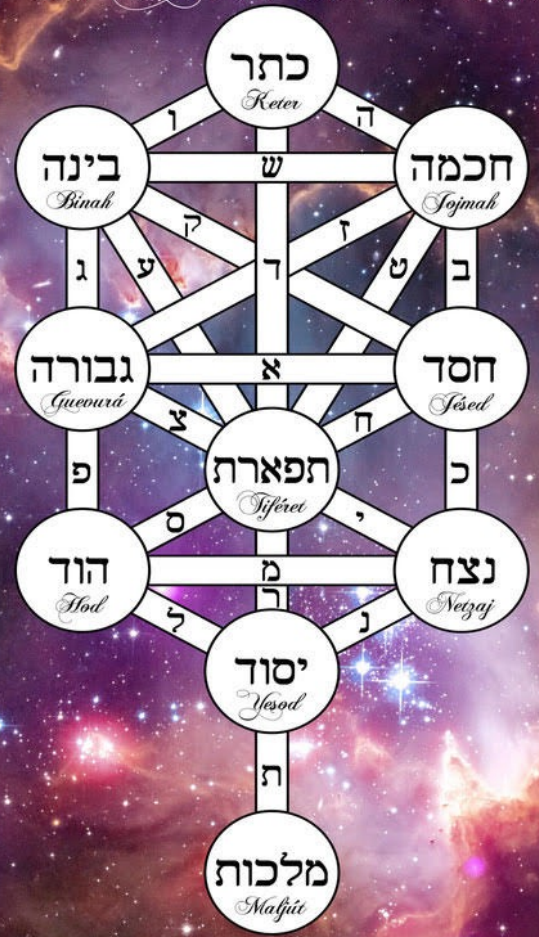 כתר
Keter
ו
ה
בינה
Binah
ש
חכמה
Jojmah
ק
ז
ג
ע
ד
ט
ב
גבורה
Guevurá
א
חסד
Jésed
צ
ח
תפארת
Tiféret
פ
כ
ס
י
הוד
Hod
מ
נצח
Netzaj
ר
ל
נ
יסוד
Yesod
ת
מלכות
Maljút